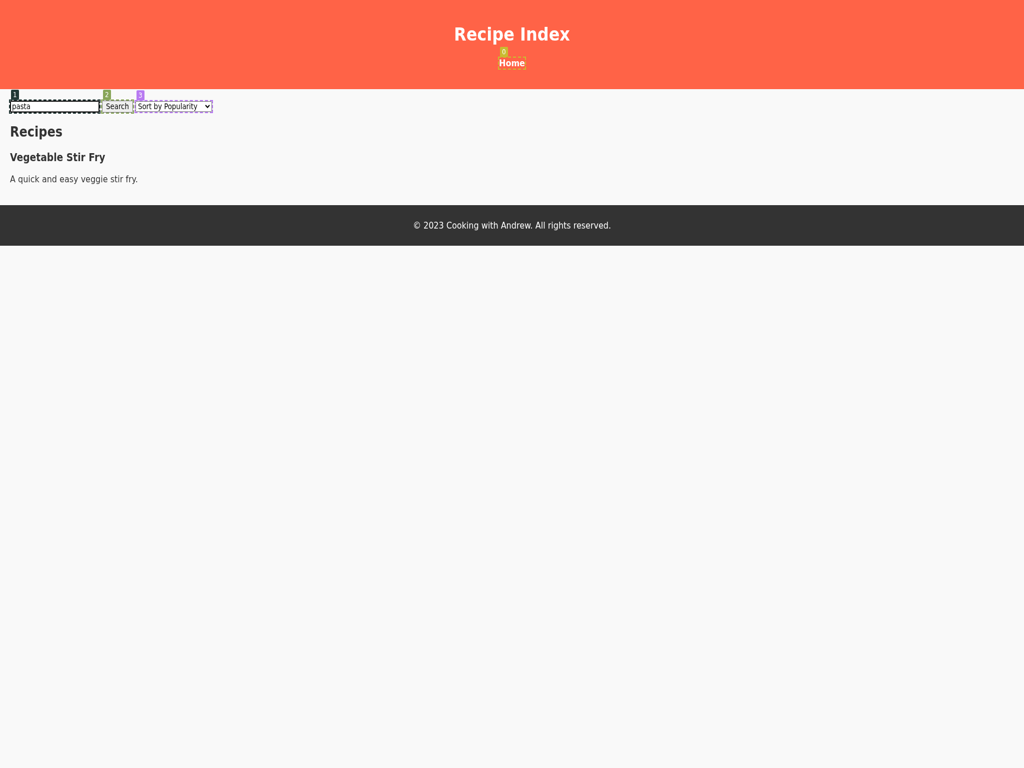 Recipe Index
0
Home
1 2 3
pasta Search Sort by Popularity
Recipes
Vegetable Stir Fry
A quick and easy veggie stir fry.
© 2023 Cooking with Andrew. All rights reserved.